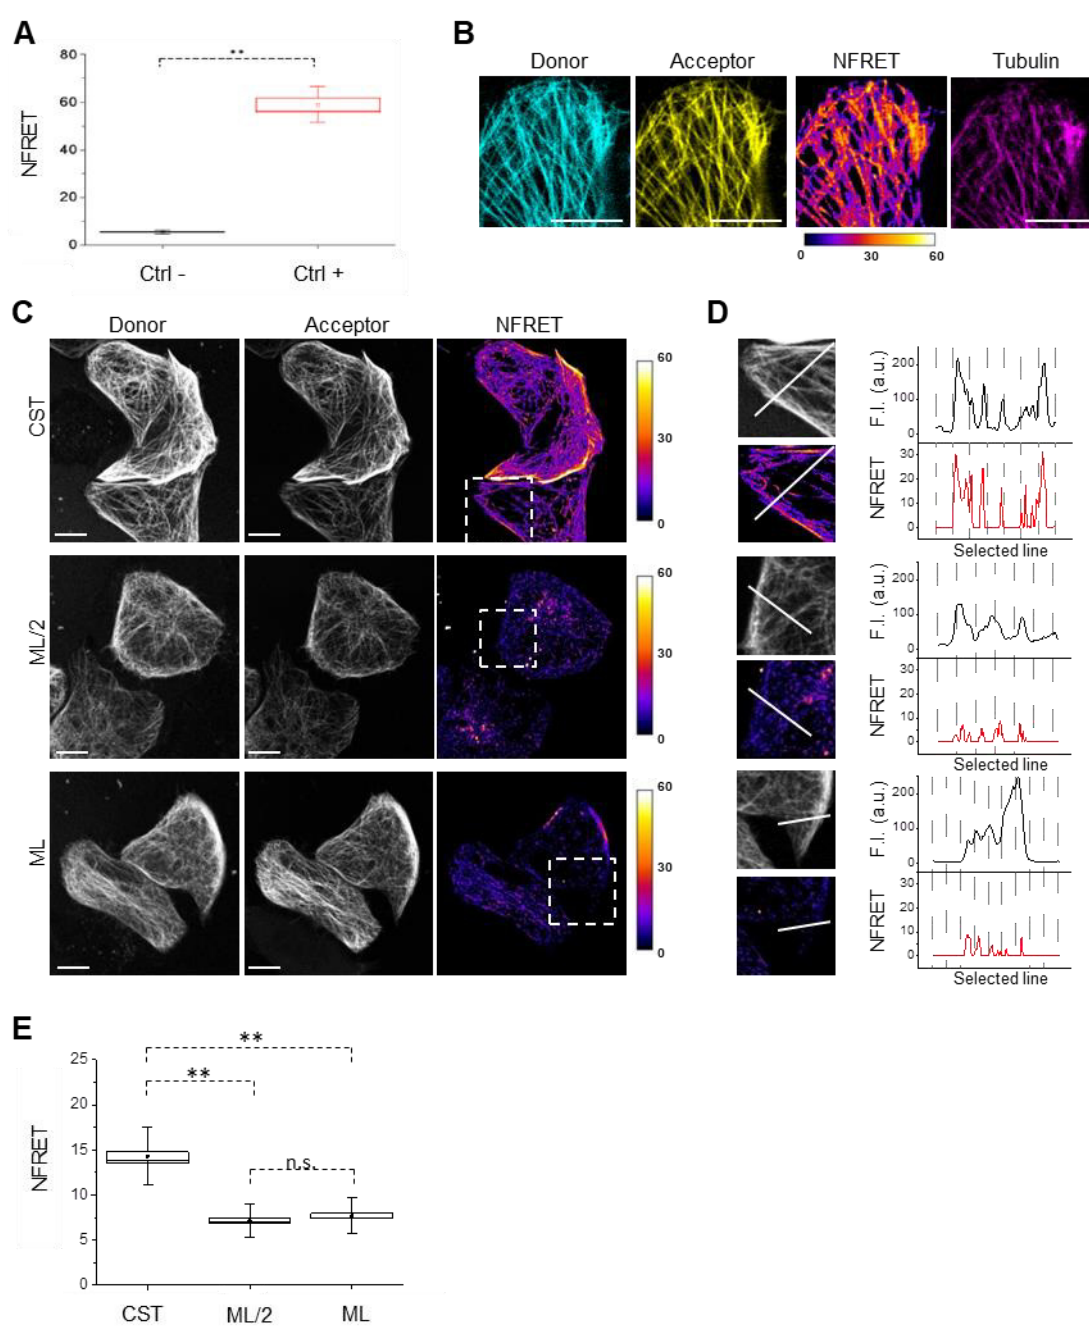 A
NFRET
80
60
40
20
0
**
Ctrl -
Ctrl +
B
Donor
Acceptor
NFRET
Tubulin
0
30
60
C
Donor
Acceptor
NFRET
CST
60
30
0
ML/2
60
30
0
ML
60
30
0
D
F.I. (a.u.)
200
100
0
NFRET
30
20
10
0
Selected line
F.I. (a.u.)
200
100
0
NFRET
30
20
10
0
Selected line
F.I. (a.u.)
200
100
0
NFRET
30
20
10
0
Selected line
E
NFRET
25
20
15
10
5
0
**
**
n.s.
CST
ML/2
ML